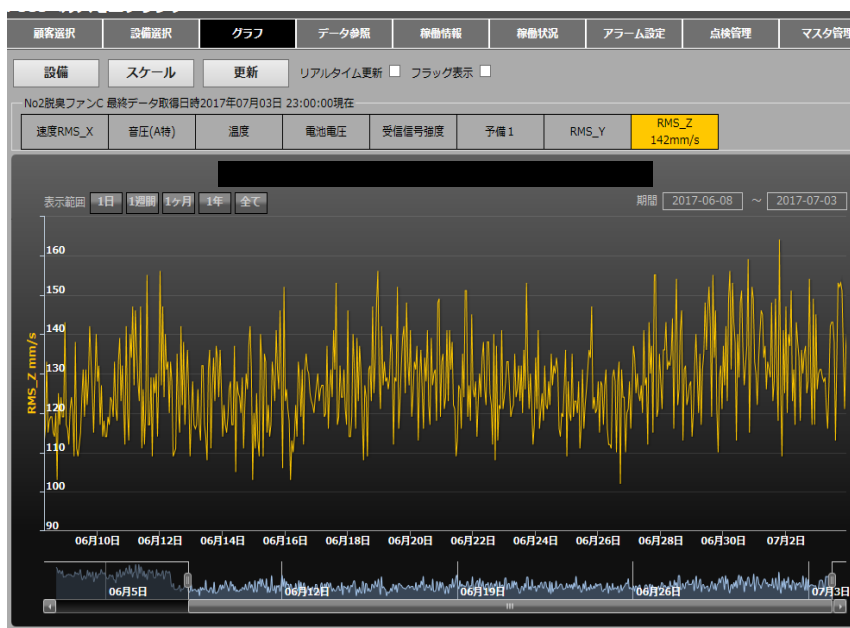 顧客選択 設備選択 グラフ データ参照 稼働情報 稼働状況 アラーム設定 点検管理 マスタ管理
設備 スケール 更新 リアルタイム更新 フラッグ表示
No2脱臭ファンC 最終データ取得日時2017年07月03日 23:00:00現在
速度RMS_X 音圧(A特) 温度 電池電圧 受信信号強度 予備1 RMS_Y RMS_Z
142mm/s
表示範囲 1日 1週間 1ヶ月 1年 全て 期間 2017-06-08 ～ 2017-07-03
160
150
140
130
120
110
100
90
RMS_Z mm/s
06月10日 06月12日 06月14日 06月16日 06月18日 06月20日 06月22日 06月24日 06月26日 06月28日 06月30日 07月2日
06月5日 06月12日 06月19日 06月26日 07月3日